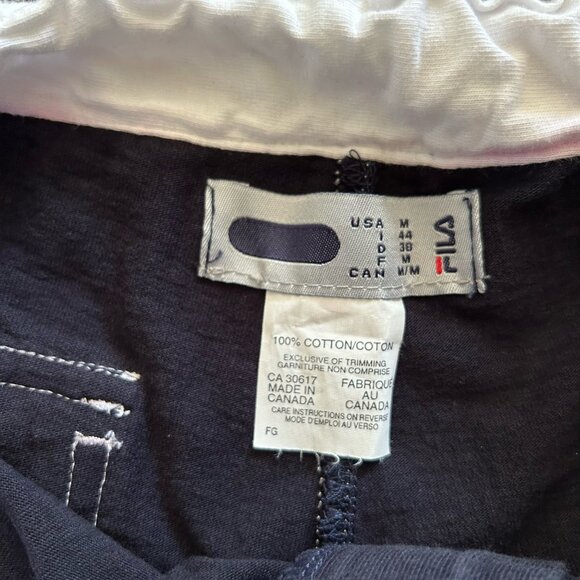 USA M
I 44
D 38
F M
CAN M/M
FILA
100% COTTON/COTON
EXCLUSIVE OF TRIMMING
GARNITURE NON COMPRISE
CA 30617 FABRIQUE
MADE IN AU
CANADA CANADA
CARE INSTRUCTIONS ON REVERSE
MODE D'EMPLOI AU VERSO
FG